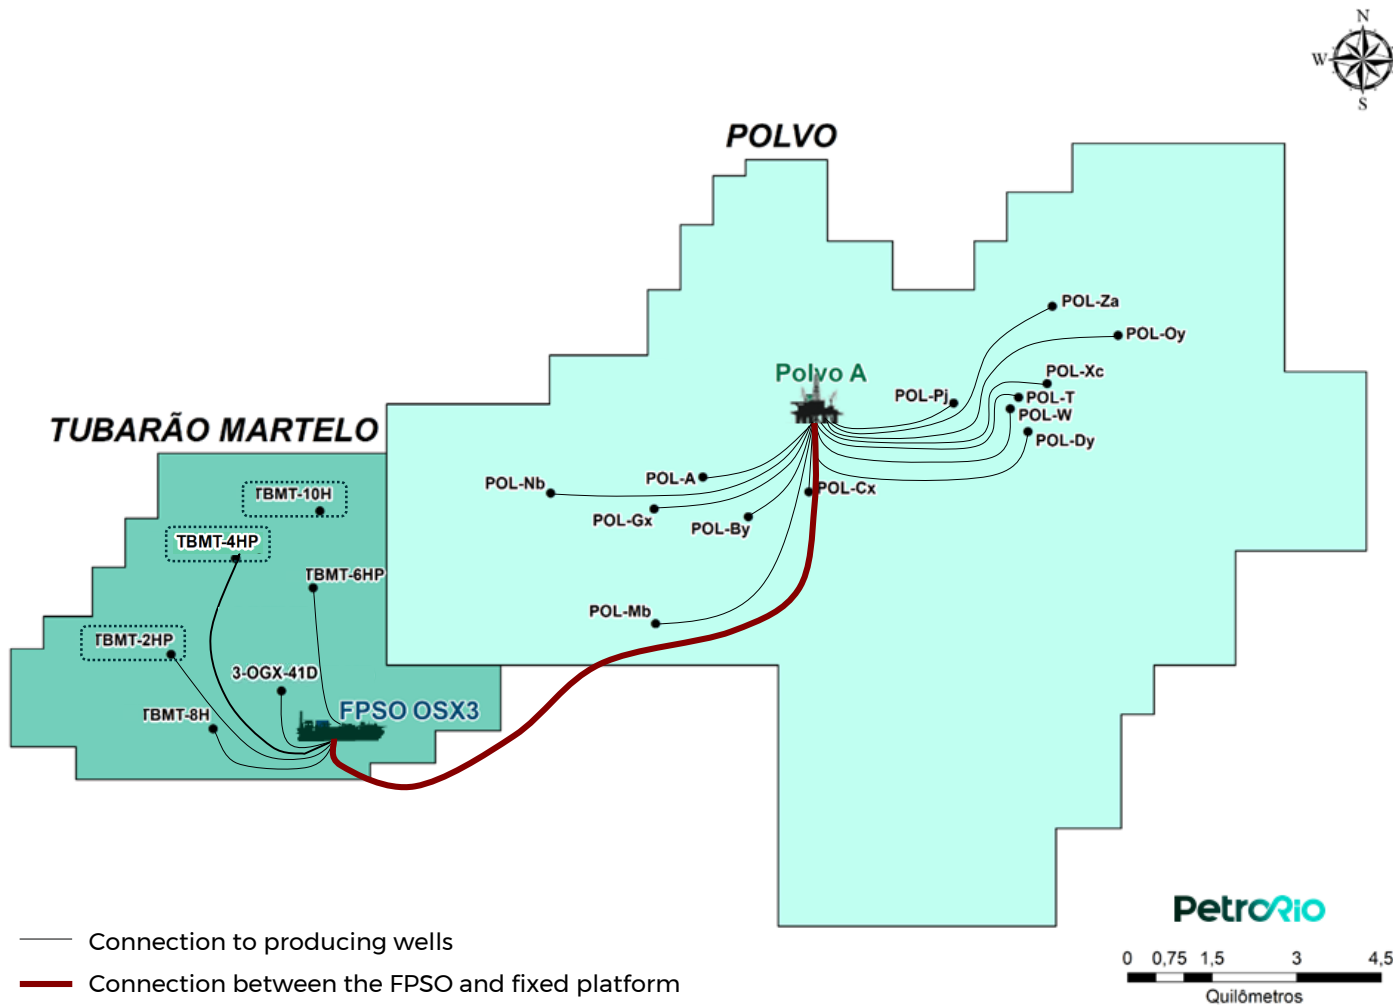 N
W
S
POLVO
POL-Za
POL-Oy
Polvo A
POL-Xc
POL-Pj
POL-T
POL-W
POL-Dy
TUBARÃO MARTELO
POL-A
POL-Nb
POL-Cx
POL-Gx
POL-By
TBMT-10H
TBMT-4HP
TBMT-6HP
POL-Mb
TBMT-2HP
3-OGX-41D
TBMT-8H
FPSO OSX3
PetroRio
Connection to producing wells
Connection between the FPSO and fixed platform
0 0,75 1,5 3 4,5
Quilômetros